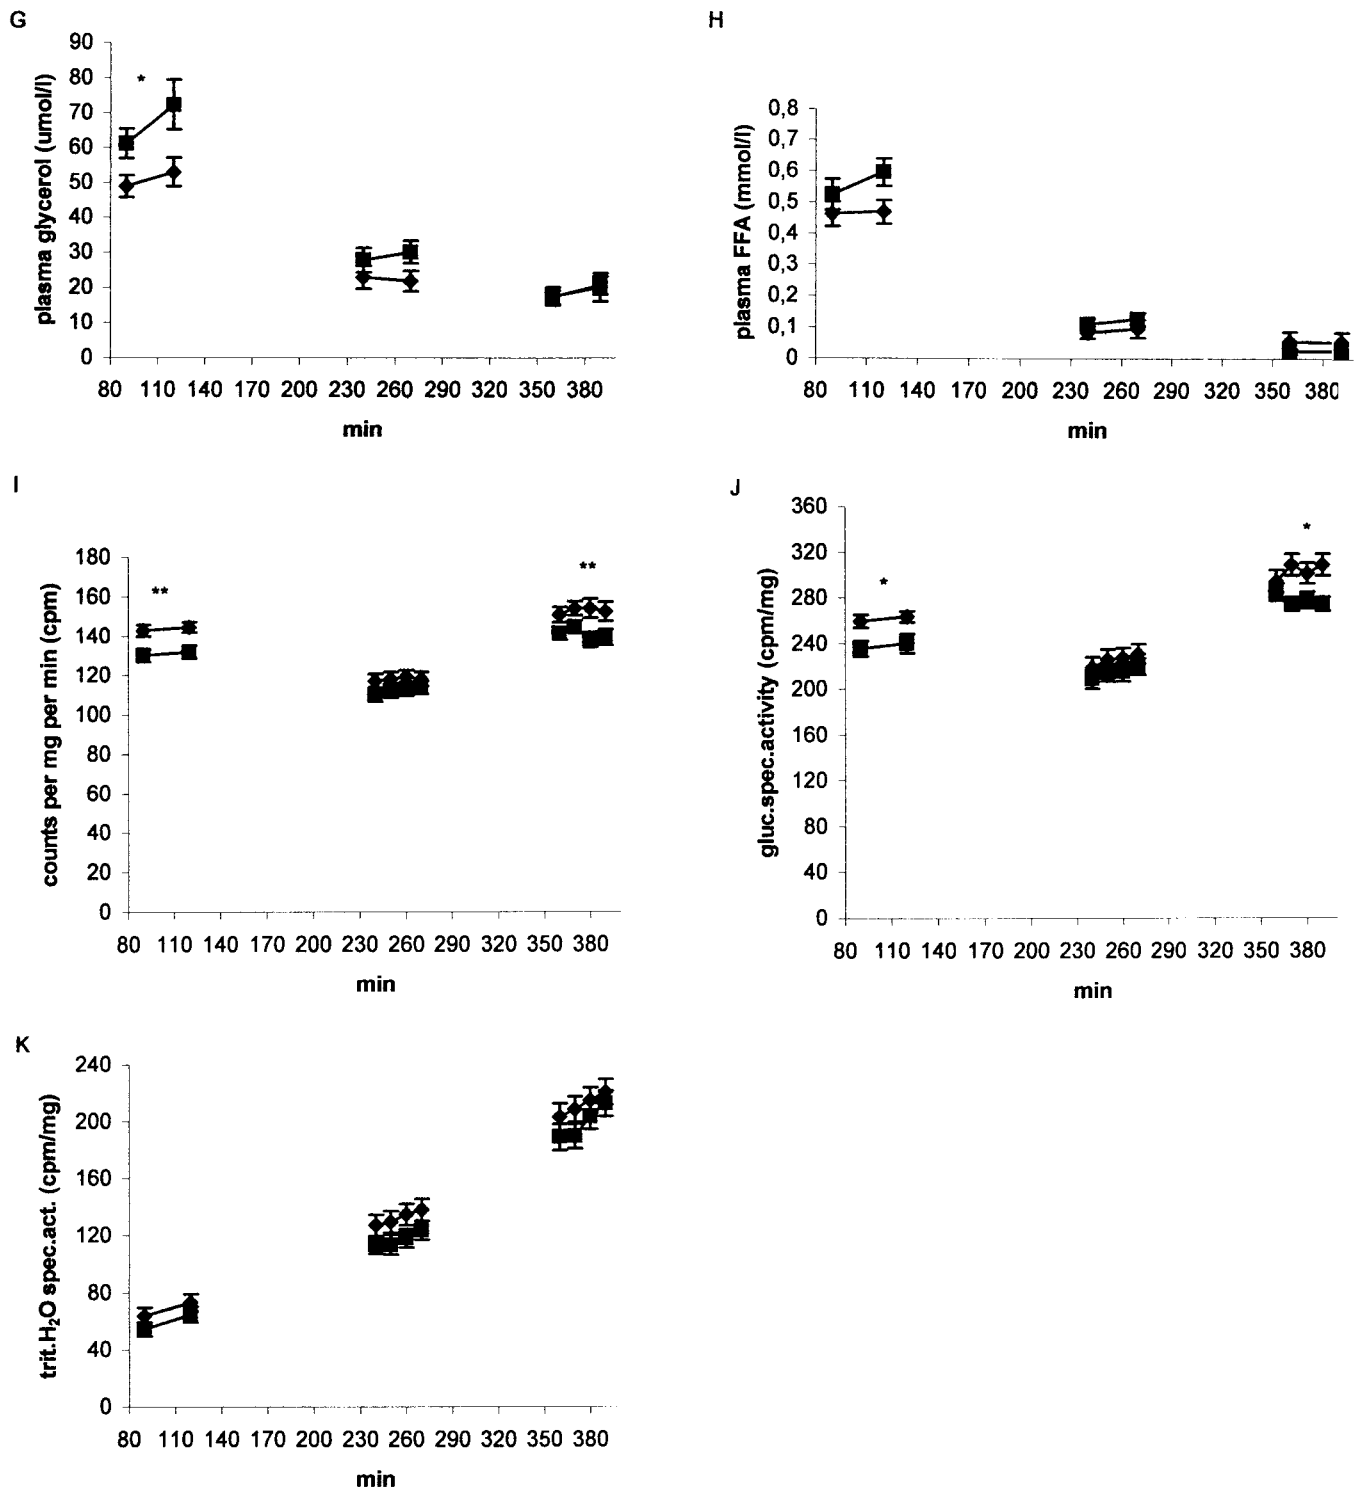 G
90
80
70
60
50
40
30
20
10
0
plasma glycerol (umol/l)
*
80 110 140 170 200 230 260 290 320 350 380
min
H
0,8
0,7
0,6
0,5
0,4
0,3
0,2
0,1
0
plasma FFA (mmol/l)
80 110 140 170 200 230 260 290 320 350 380
min
I
180
160
140
120
100
80
60
40
20
0
counts per mg per min (cpm)
** **
80 110 140 170 200 230 260 290 320 350 380
min
J
360
320
280
240
200
160
120
80
40
0
gluc.spec.activity (cpm/mg)
* *
80 110 140 170 200 230 260 290 320 350 380
min
K
240
200
160
120
80
40
0
trit.H₂O spec.act. (cpm/mg)
80 110 140 170 200 230 260 290 320 350 380
min